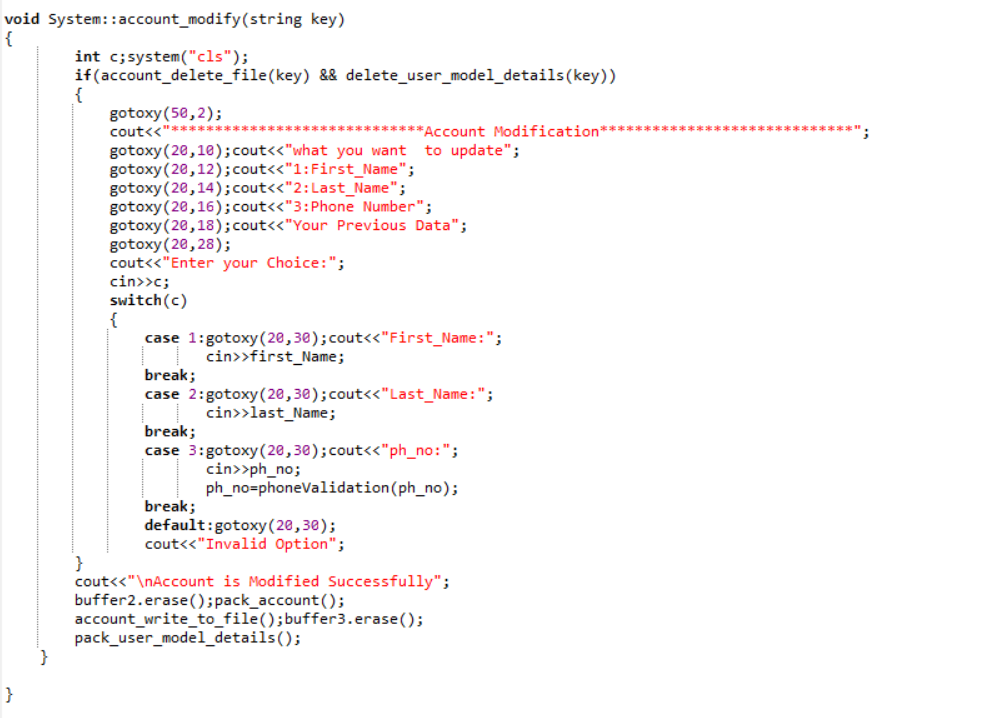 void System::account_modify(string key)
{
int c;system("cls");
if(account_delete_file(key) && delete_user_model_details(key))
{
gotoxy(50,2);
cout<<"*****************************Account Modification*****************************";
gotoxy(20,10);cout<<"what you want  to update";
gotoxy(20,12);cout<<"1:First_Name";
gotoxy(20,14);cout<<"2:Last_Name";
gotoxy(20,16);cout<<"3:Phone Number";
gotoxy(20,18);cout<<"Your Previous Data";
gotoxy(20,28);
cout<<"Enter your Choice:";
cin>>c;
switch(c)
{
case 1:gotoxy(20,30);cout<<"First_Name:";
cin>>first_Name;
break;
case 2:gotoxy(20,30);cout<<"Last_Name:";
cin>>last_Name;
break;
case 3:gotoxy(20,30);cout<<"ph_no:";
cin>>ph_no;
ph_no=phoneValidation(ph_no);
break;
default:gotoxy(20,30);
cout<<"Invalid Option";
}
cout<<"\nAccount is Modified Successfully";
buffer2.erase();pack_account();
account_write_to_file();buffer3.erase();
pack_user_model_details();
}
}